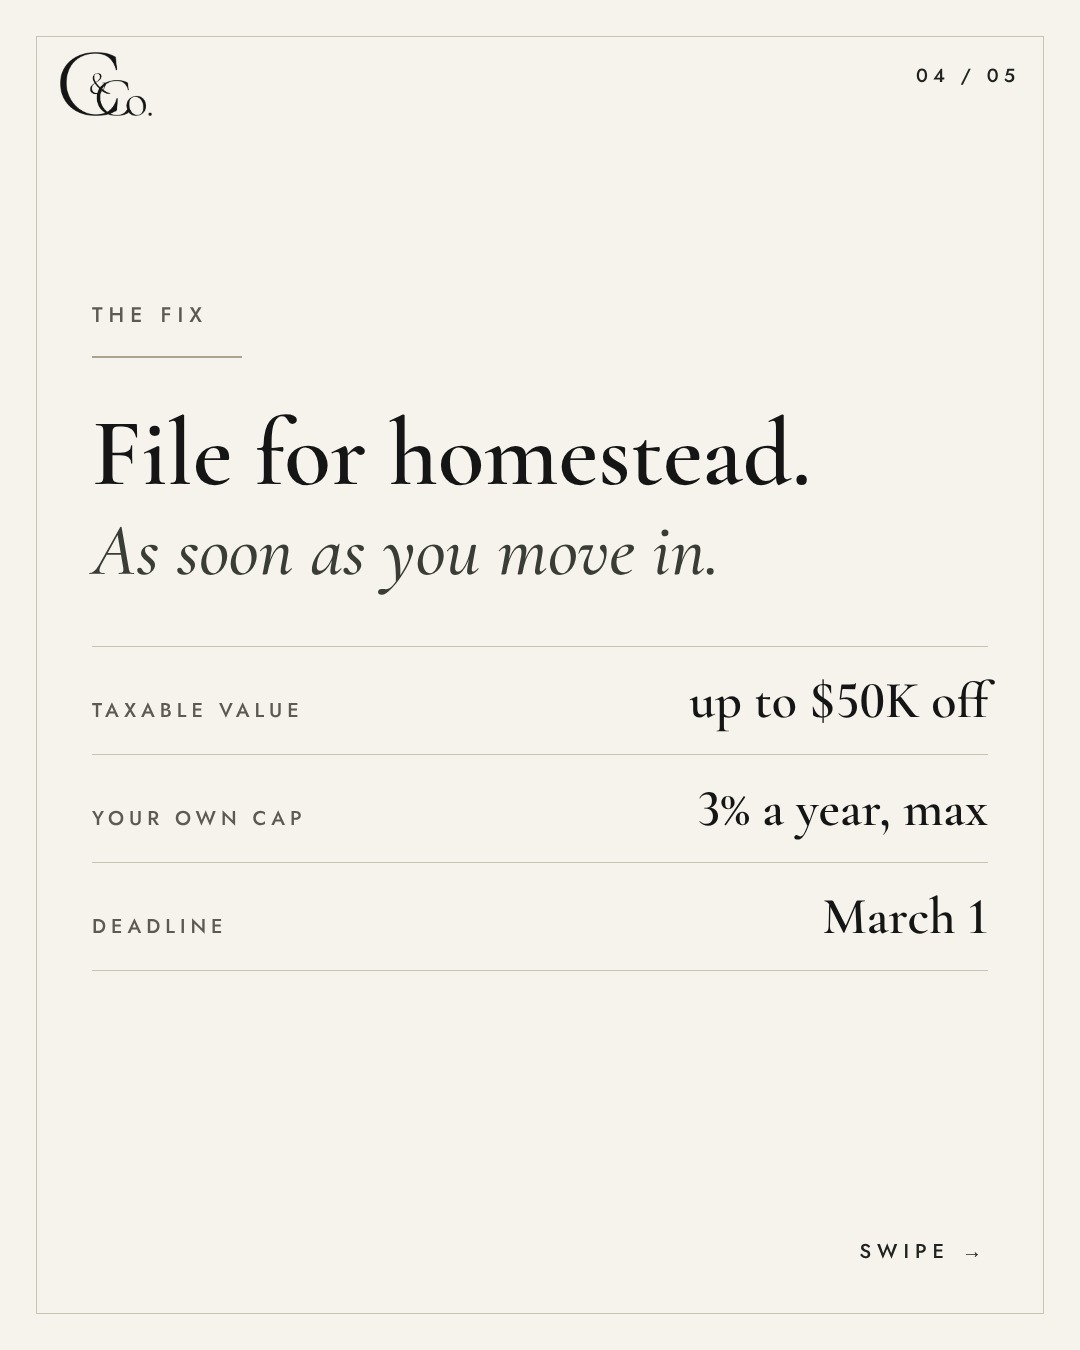 C&Co.
04 / 05
THE FIX
File for homestead.
As soon as you move in.
TAXABLE VALUE up to $50K off
YOUR OWN CAP 3% a year, max
DEADLINE March 1
SWIPE →